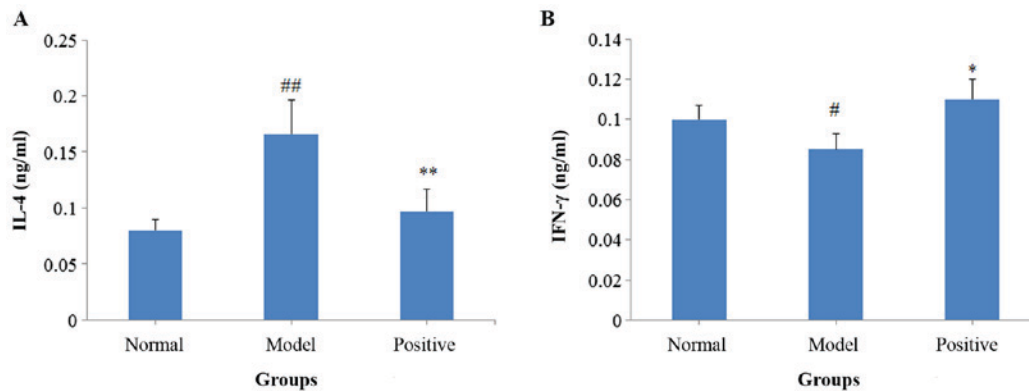 A
0.25
0.2
0.15
0.1
0.05
0
IL-4 (ng/ml)
##
**
Normal Model Positive
Groups
B
0.14
0.12
0.1
0.08
0.06
0.04
0.02
0
IFN-γ (ng/ml)
#
*
Normal Model Positive
Groups